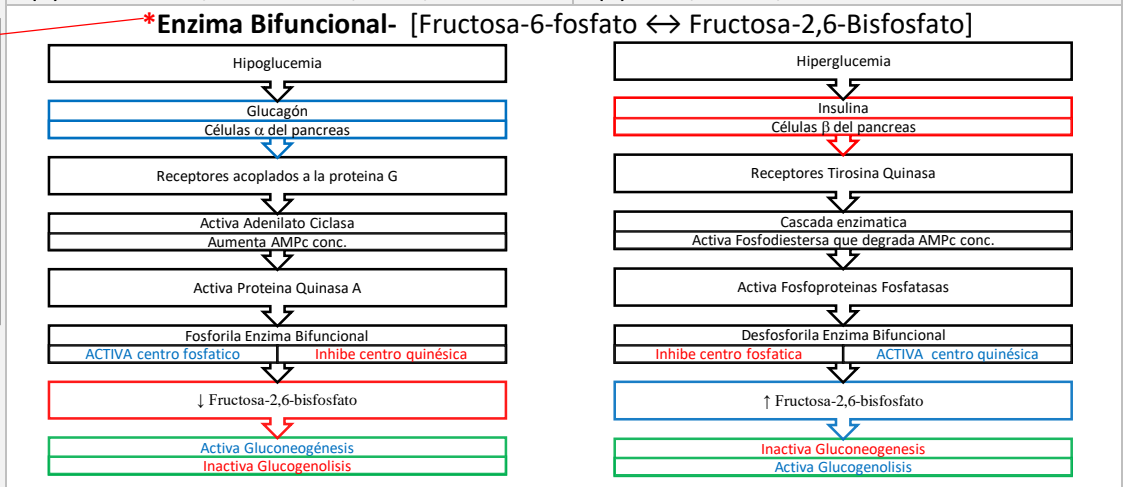 *Enzima Bifuncional- [Fructosa-6-fosfato ↔ Fructosa-2,6-Bisfosfato]
Hipoglucemia
Glucagón
Células α del pancreas
Receptores acoplados a la proteina G
Activa Adenilato Ciclasa
Aumenta AMPc conc.
Activa Proteina Quinasa A
Fosforila Enzima Bifuncional
ACTIVA centro fosfatico
Inhibe centro quinésica
↓ Fructosa-2,6-bisfosfato
Activa Gluconeogénesis
Inactiva Glucogenolisis
Hiperglucemia
Insulina
Células β del pancreas
Receptores Tirosina Quinasa
Cascada enzimatica
Activa Fosfodiestersa que degrada AMPc conc.
Activa Fosfoproteinas Fosfatasas
Desfosforila Enzima Bifuncional
Inhibe centro fosfatica
ACTIVA centro quinésica
↑ Fructosa-2,6-bisfosfato
Inactiva Gluconeogenesis
Activa Glucogenolisis